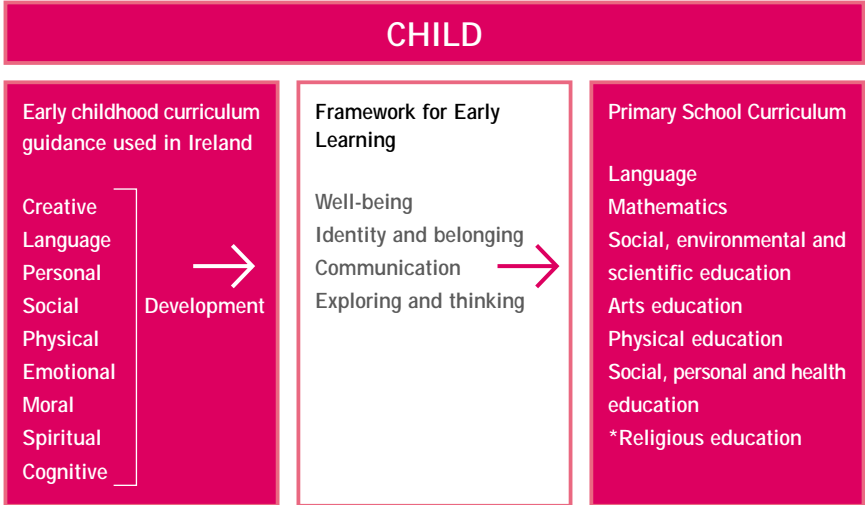 CHILD
Early childhood curriculum
guidance used in Ireland
Creative
Language
Personal
Social
Physical
Emotional
Moral
Spiritual
Cognitive
Development
Framework for Early
Learning
Well-being
Identity and belonging
Communication
Exploring and thinking
Primary School Curriculum
Language
Mathematics
Social, environmental and
scientific education
Arts education
Physical education
Social, personal and health
education
*Religious education